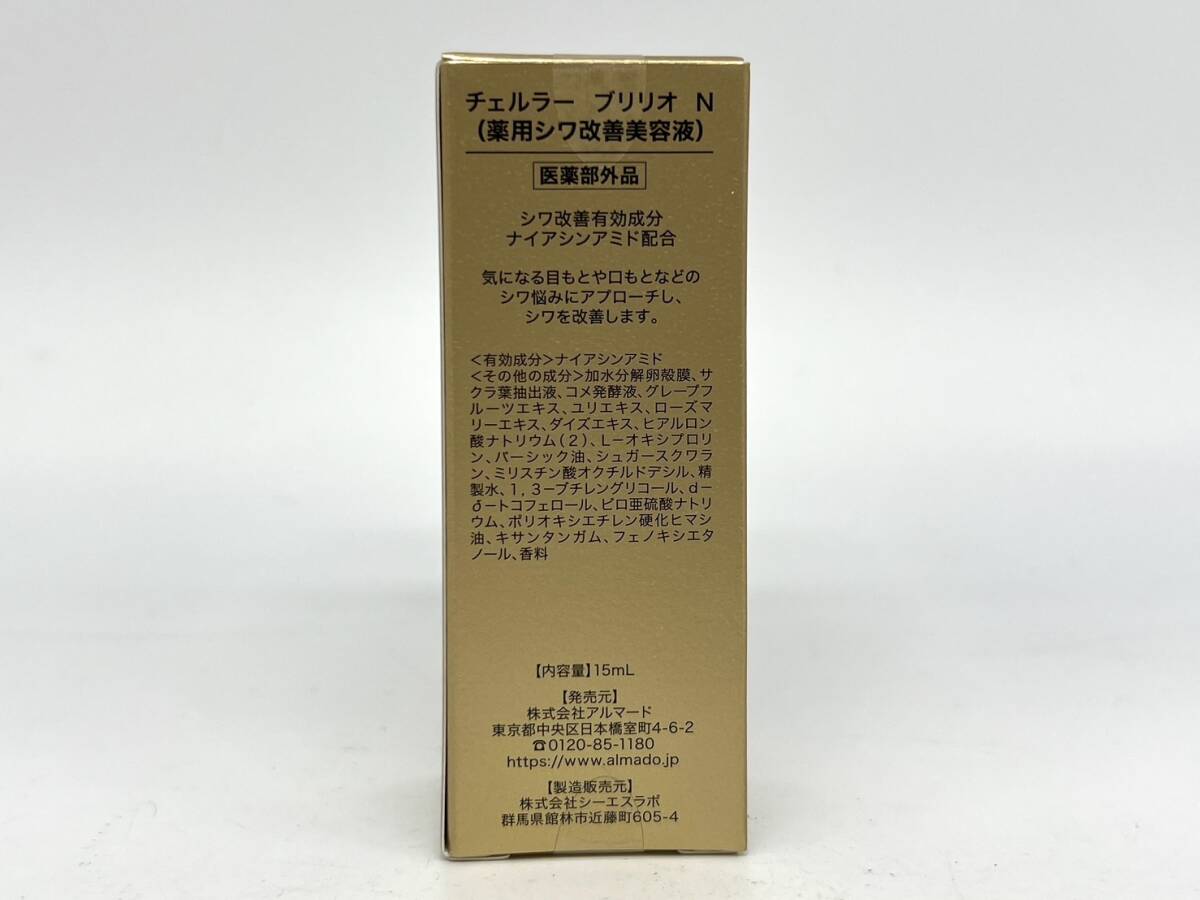 チェルラー ブリリオ N
(薬用シワ改善美容液)
医薬部外品
シワ改善有効成分
ナイアシンアミド配合
気になる目もとや口もとなどの
シワ悩みにアプローチし、
シワを改善します。
<有効成分>ナイアシンアミド
<その他の成分>加水分解卵殻膜、サ
クラ葉抽出液、コメ発酵液、グレープフ
ルーツエキス、ユリエキス、ローズマ
リーエキス、ダイズエキス、ヒアルロン
酸ナトリウム(2)、L-オキシプロリ
ン、パーシック油、シュガースクワラ
ン、ミリスチン酸オクチルドデシル、精
製水、1,3-ブチレングリコール、d-
δ-トコフェロール、ピロ亜硫酸ナトリ
ウム、ポリオキシエチレン硬化ヒマシ
油、キサンタンガム、フェノキシエタ
ノール、香料
【内容量】15mL
【発売元】
株式会社アルマード
東京都中央区日本橋室町4-6-2
☎0120-85-1180
https://www.almado.jp
【製造販売元】
株式会社シーエスラボ
群馬県館林市近藤町605-4